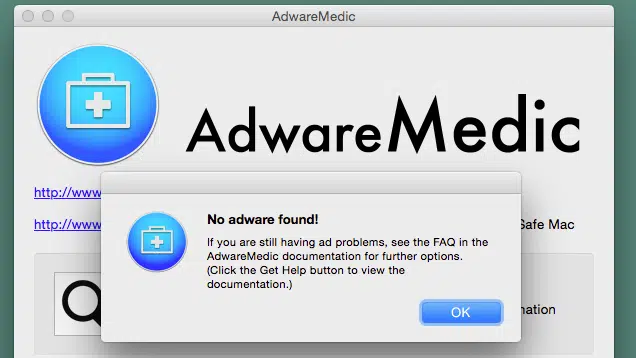 AdwareMedic
AdwareMedic
http://www
No adware found!
http://www
Safe Mac
If you are still having ad problems, see the FAQ in the
AdwareMedic documentation for further options.
(Click the Get Help button to view the
documentation.)
OK